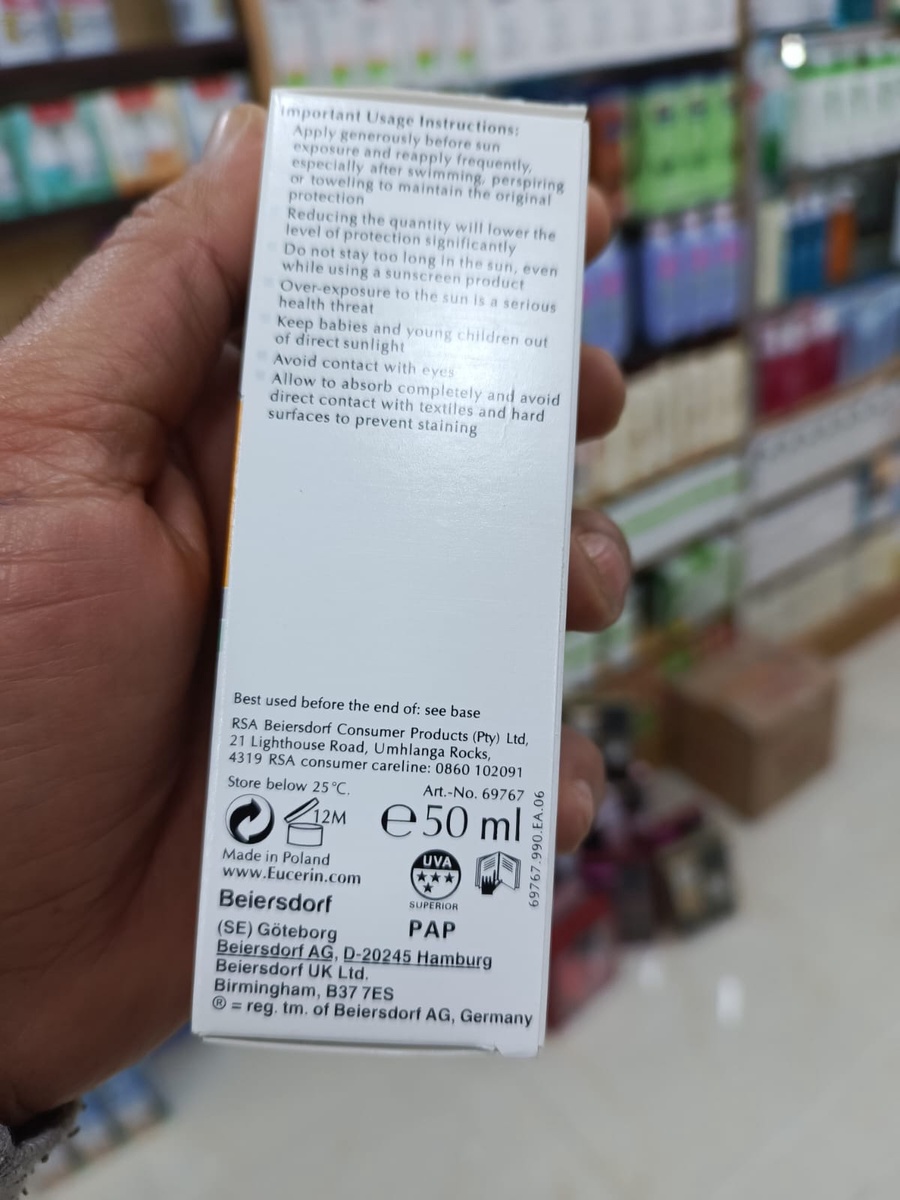 Important Usage Instructions:
Apply generously before sun
exposure and reapply frequently,
especially after swimming, perspiring
or toweling to maintain the original
protection
Reducing the quantity will lower the
level of protection significantly
Do not stay too long in the sun, even
while using a sunscreen product
Over-exposure to the sun is a serious
health threat
Keep babies and young children out
of direct sunlight
Avoid contact with eyes
Allow to absorb completely and avoid
direct contact with textiles and hard
surfaces to prevent staining
Best used before the end of: see base
RSA Beiersdorf Consumer Products (Pty) Ltd,
21 Lighthouse Road, Umhlanga Rocks,
4319 RSA consumer careline: 0860 102091
Store below 25°C.
Art.-No. 69767
12M
℮50 ml
69767.990.EA.06
Made in Poland
www.Eucerin.com
UVA
SUPERIOR
Beiersdorf
PAP
(SE) Göteborg
Beiersdorf AG, D-20245 Hamburg
Beiersdorf UK Ltd.
Birmingham, B37 7ES
® = reg. tm. of Beiersdorf AG, Germany